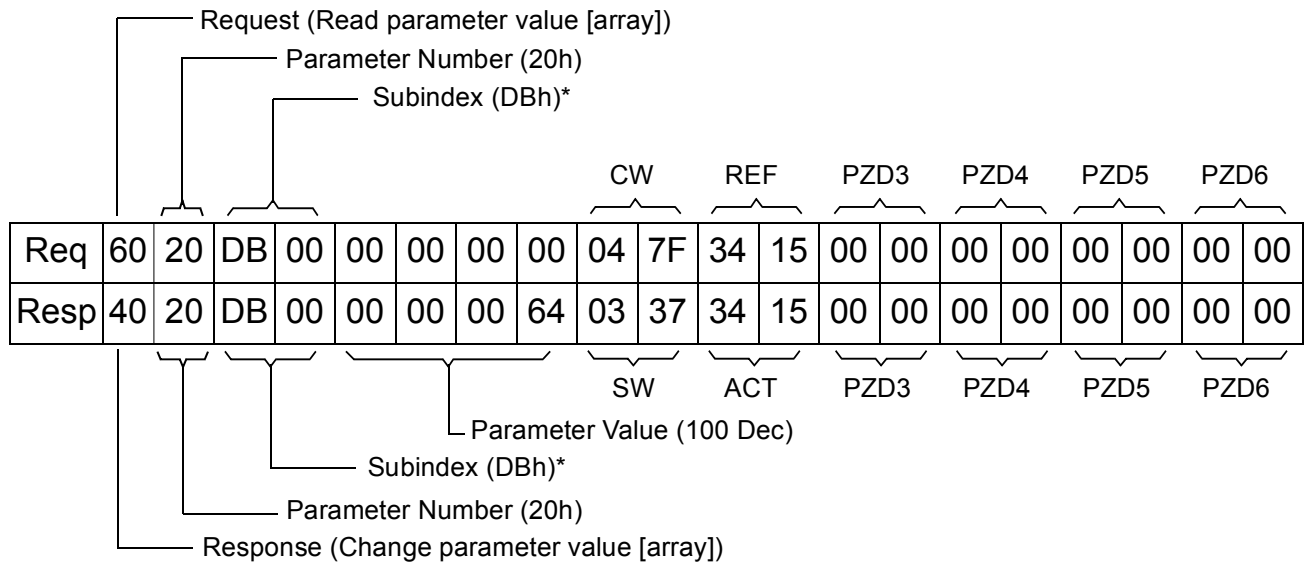 Request (Read parameter value [array])
Parameter Number (20h)
Subindex (DBh)*
CW REF PZD3 PZD4 PZD5 PZD6
Req 60 20 DB 00 00 00 00 00 04 7F 34 15 00 00 00 00 00 00 00 00
Resp 40 20 DB 00 00 00 00 64 03 37 34 15 00 00 00 00 00 00 00 00
SW ACT PZD3 PZD4 PZD5 PZD6
Parameter Value (100 Dec)
Subindex (DBh)*
Parameter Number (20h)
Response (Change parameter value [array])